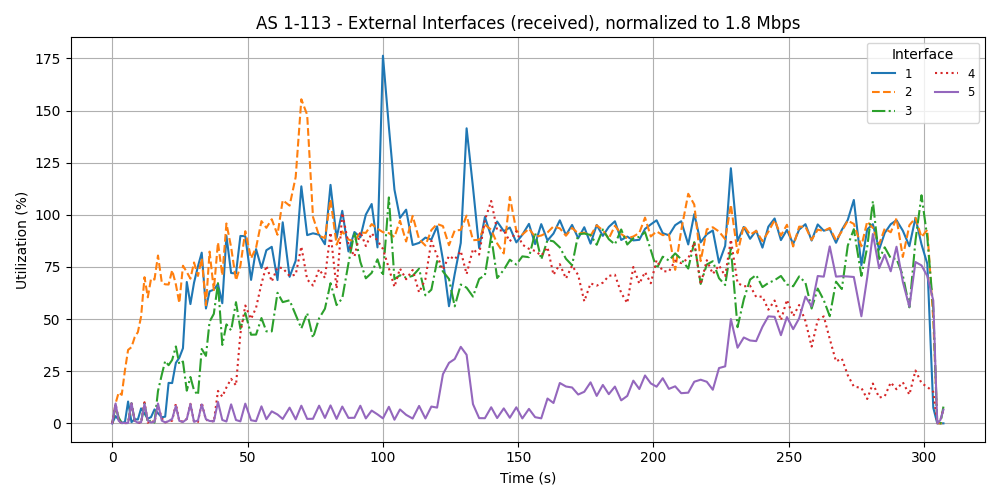 AS 1-113 - External Interfaces (received), normalized to 1.8 Mbps
Utilization (%)
175
150
125
100
75
50
25
0
0 50 100 150 200 250 300
Time (s)
Interface
1 4
2 5
3